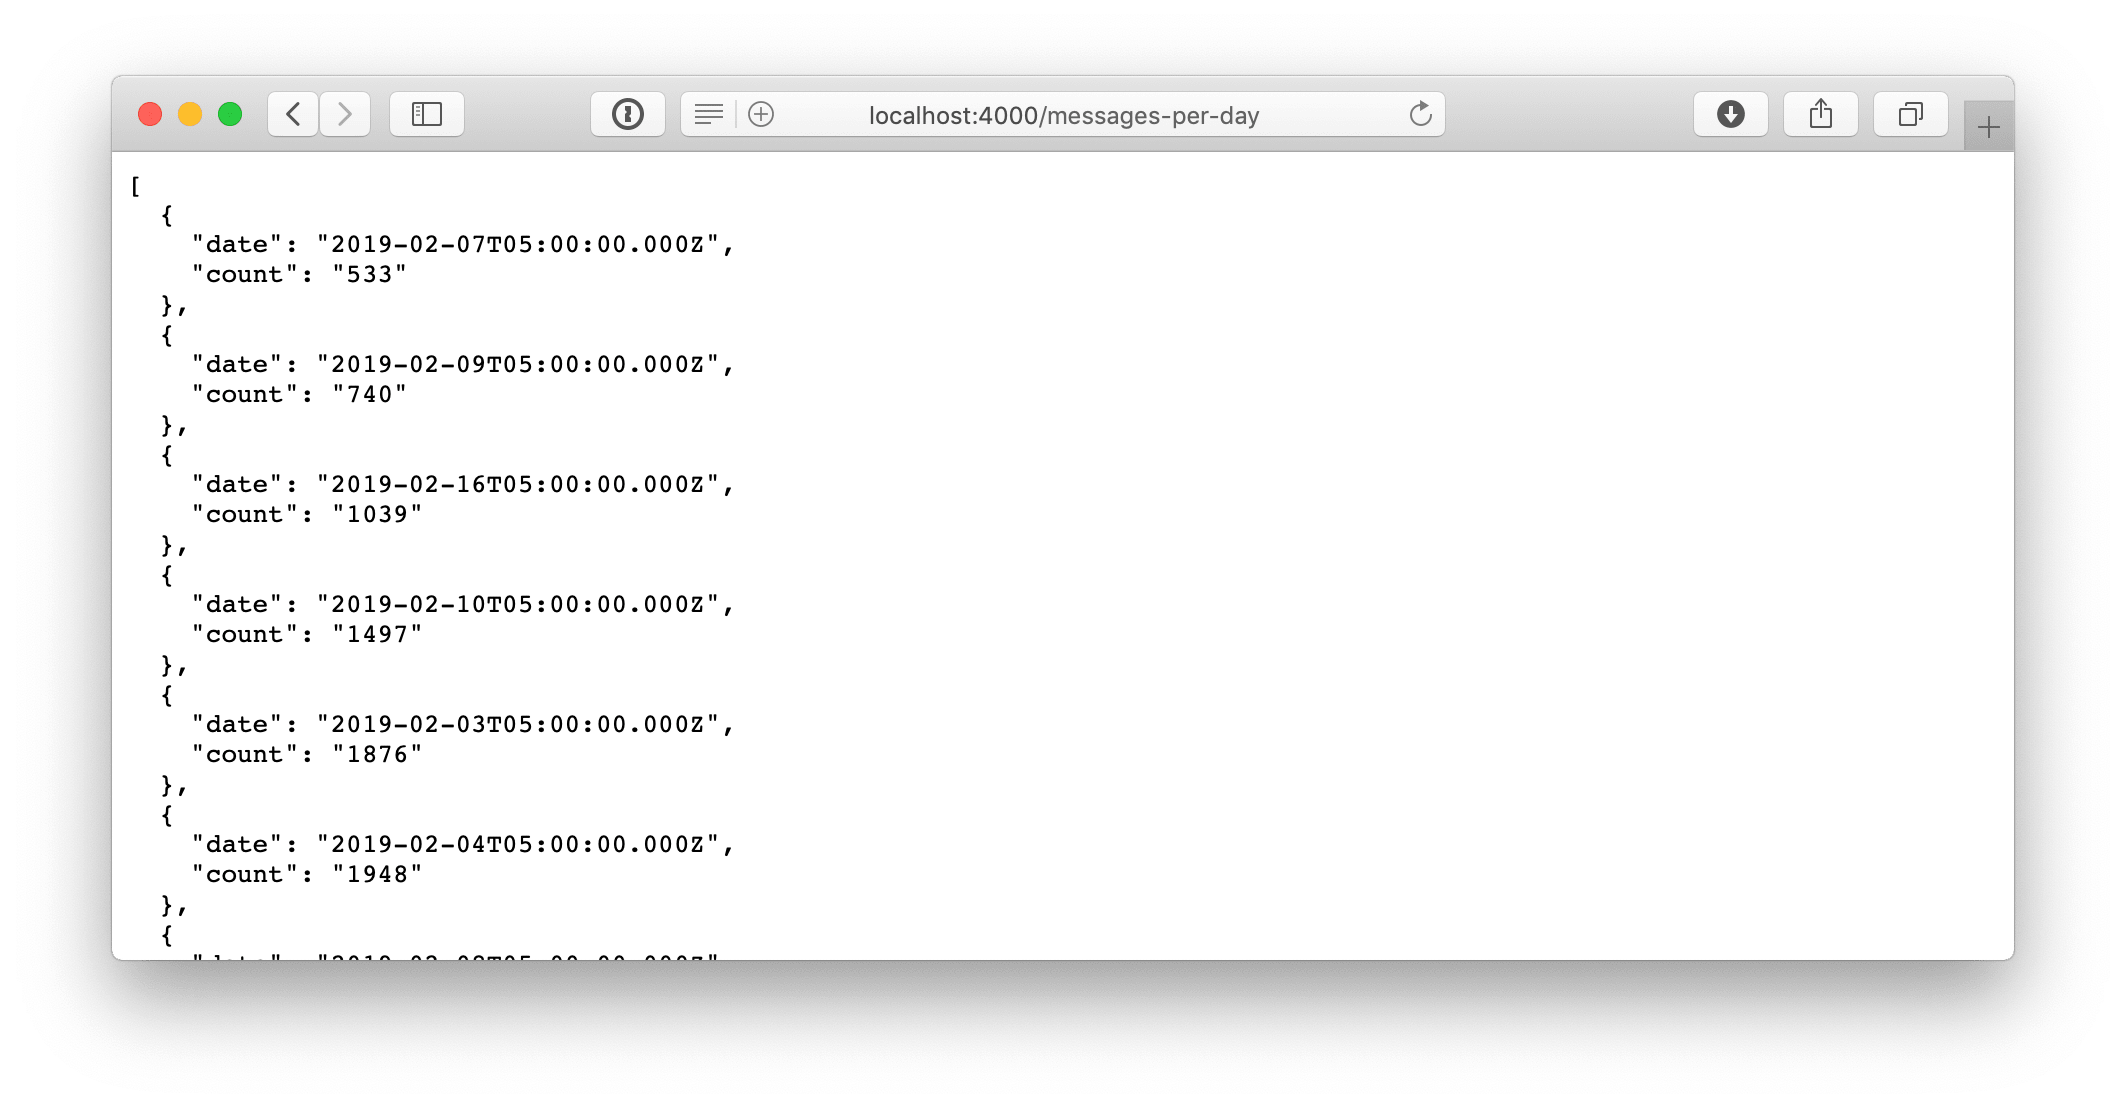 localhost:4000/messages-per-day
[
  {
    "date": "2019-02-07T05:00:00.000Z",
    "count": "533"
  },
  {
    "date": "2019-02-09T05:00:00.000Z",
    "count": "740"
  },
  {
    "date": "2019-02-16T05:00:00.000Z",
    "count": "1039"
  },
  {
    "date": "2019-02-10T05:00:00.000Z",
    "count": "1497"
  },
  {
    "date": "2019-02-03T05:00:00.000Z",
    "count": "1876"
  },
  {
    "date": "2019-02-04T05:00:00.000Z",
    "count": "1948"
  },
  {